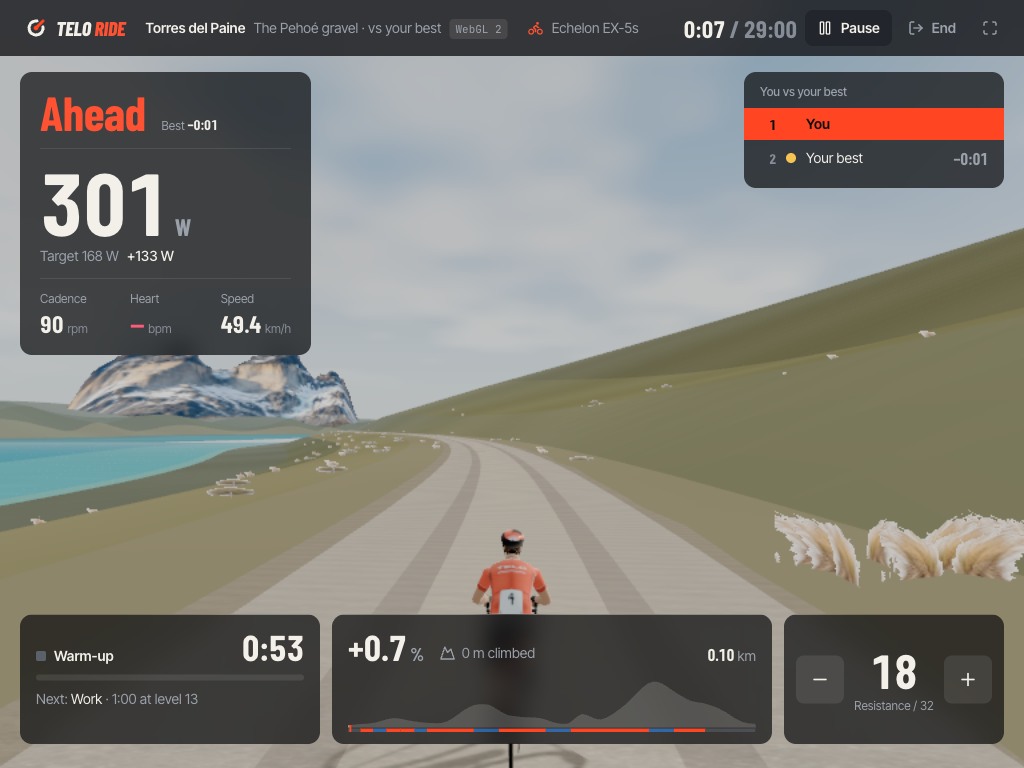 TELO RIDE
Torres del Paine The Pehoé gravel · vs your best WebGL 2
Echelon EX-5s
0:07 / 29:00
Pause
End
Ahead Best −0:01
301 W
Target 168 W +133 W
Cadence Heart Speed
90 rpm – bpm 49.4 km/h
You vs your best
1 You
2 Your best −0:01
4
Warm-up 0:53
Next: Work · 1:00 at level 13
+0.7 % 0 m climbed 0.10 km
− 18 +
Resistance / 32